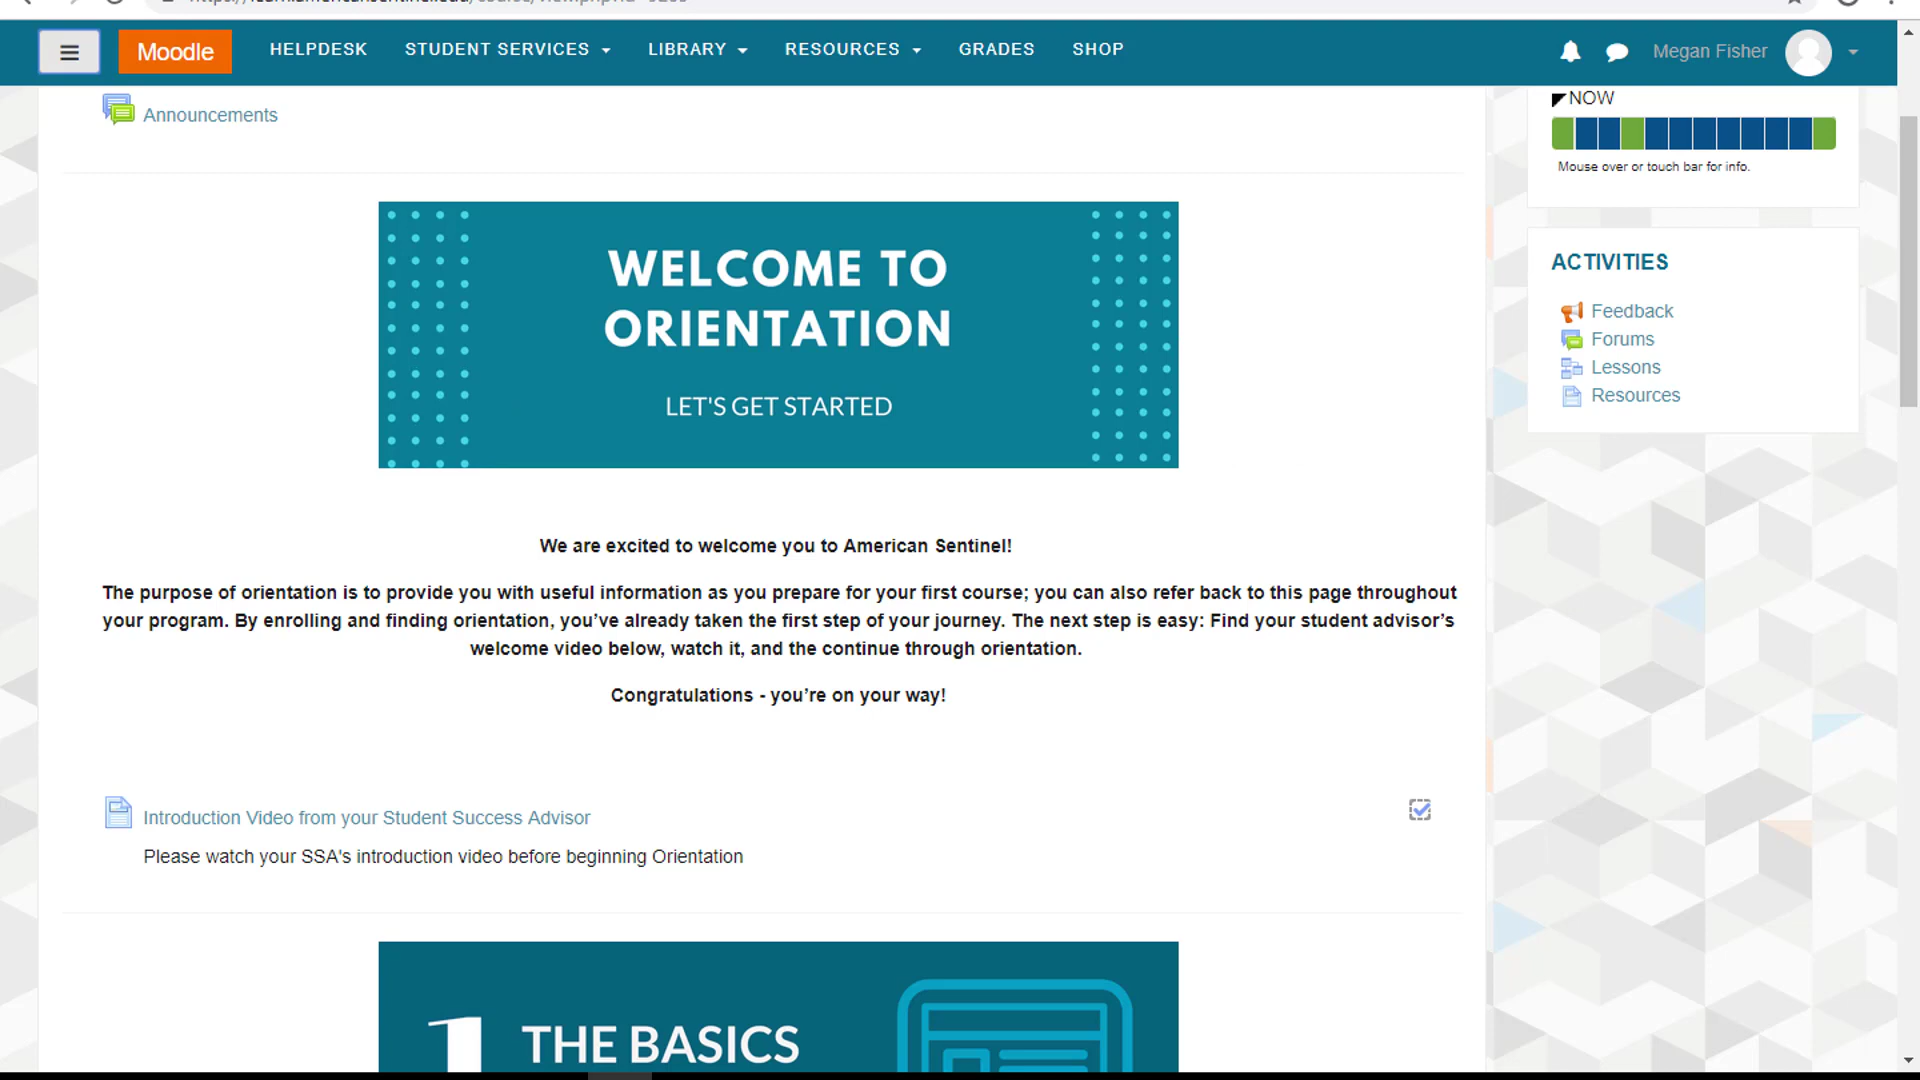 Moodle
HELPDESK
STUDENT SERVICES
LIBRARY
RESOURCES
GRADES
SHOP
Megan Fisher
Announcements
NOW
Mouse over or touch bar for info.
WELCOME TO
ORIENTATION
LET'S GET STARTED
ACTIVITIES
Feedback
Forums
Lessons
Resources
We are excited to welcome you to American Sentinel!
The purpose of orientation is to provide you with useful information as you prepare for your first course; you can also refer back to this page throughout
your program. By enrolling and finding orientation, you’ve already taken the first step of your journey. The next step is easy: Find your student advisor’s
welcome video below, watch it, and the continue through orientation.
Congratulations - you’re on your way!
Introduction Video from your Student Success Advisor
Please watch your SSA's introduction video before beginning Orientation
1 THE BASICS